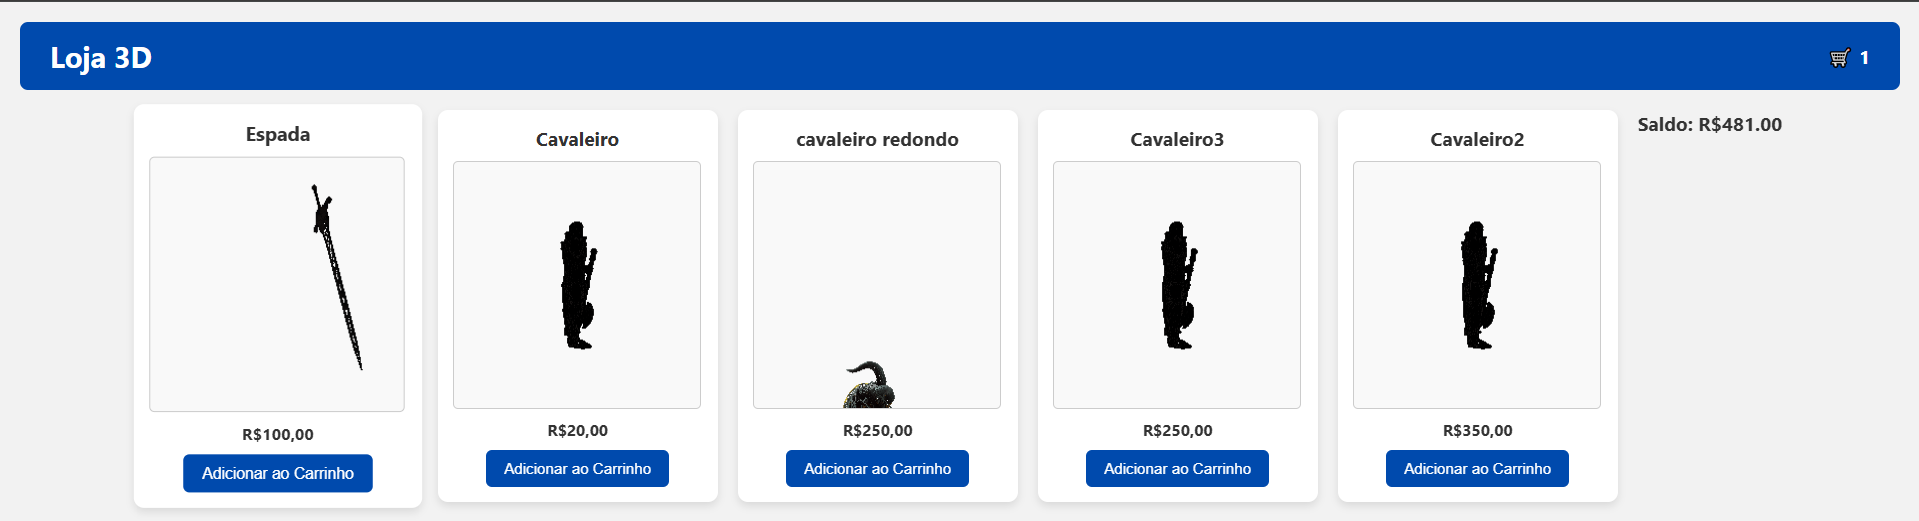 Loja 3D
1
Espada
R$100,00
Adicionar ao Carrinho
Cavaleiro
R$20,00
Adicionar ao Carrinho
cavaleiro redondo
R$250,00
Adicionar ao Carrinho
Cavaleiro3
R$250,00
Adicionar ao Carrinho
Cavaleiro2
R$350,00
Adicionar ao Carrinho
Saldo: R$481.00